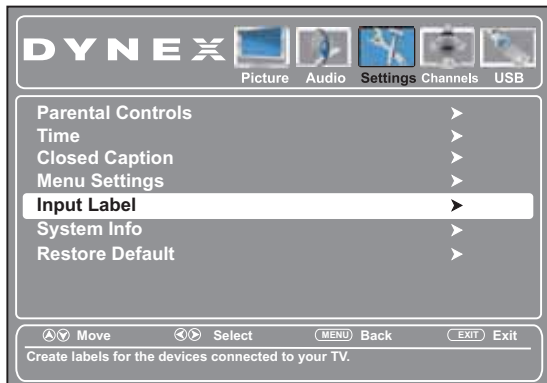 DYNEX
Picture Audio Settings Channels USB
Parental Controls
Time
Closed Caption
Menu Settings
Input Label
System Info
Restore Default
Move Select MENU Back EXIT Exit
Create labels for the devices connected to your TV.